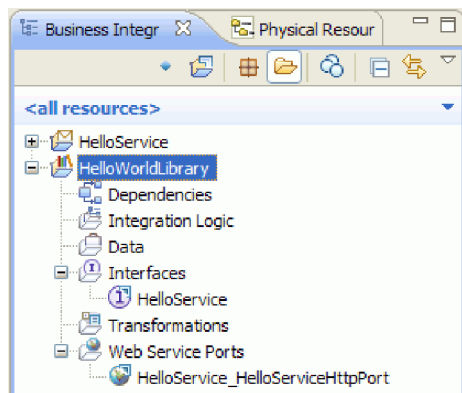 Business Integr Physical Resour
<all resources>
HelloService
HelloWorldLibrary
Dependencies
Integration Logic
Data
Interfaces
HelloService
Transformations
Web Service Ports
HelloService_HelloServiceHttpPort